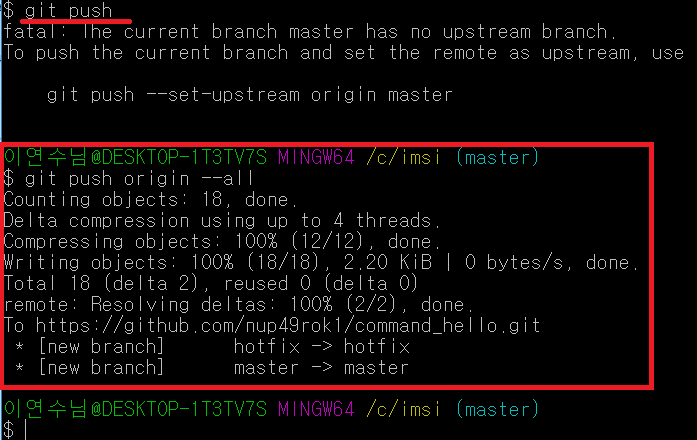 $ git push
fatal: The current branch master has no upstream branch.
To push the current branch and set the remote as upstream, use
git push --set-upstream origin master
이연수님@DESKTOP-1T3TV7S MINGW64 /c/imsi (master)
$ git push origin --all
Counting objects: 18, done.
Delta compression using up to 4 threads.
Compressing objects: 100% (12/12), done.
Writing objects: 100% (18/18), 2.20 KiB | 0 bytes/s, done.
Total 18 (delta 2), reused 0 (delta 0)
remote: Resolving deltas: 100% (2/2), done.
To https://github.com/nup49rok1/command_hello.git
* [new branch] hotfix -> hotfix
* [new branch] master -> master
이연수님@DESKTOP-1T3TV7S MINGW64 /c/imsi (master)
$